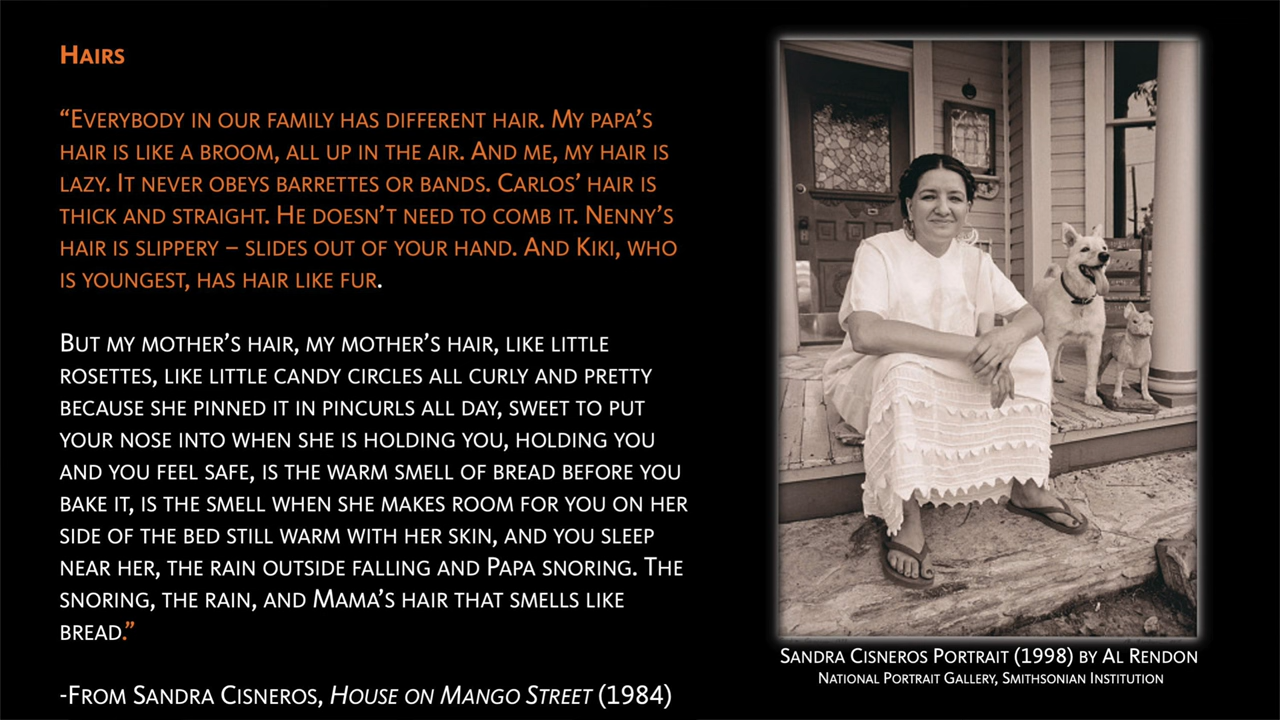 Hairs
“Everybody in our family has different hair. My papa’s
hair is like a broom, all up in the air. And me, my hair is
lazy. It never obeys barrettes or bands. Carlos’ hair is
thick and straight. He doesn’t need to comb it. Nenny’s
hair is slippery – slides out of your hand. And Kiki, who
is youngest, has hair like fur.
But my mother’s hair, my mother’s hair, like little
rosettes, like little candy circles all curly and pretty
because she pinned it in pincurls all day, sweet to put
your nose into when she is holding you, holding you
and you feel safe, is the warm smell of bread before you
bake it, is the smell when she makes room for you on her
side of the bed still warm with her skin, and you sleep
near her, the rain outside falling and Papa snoring. The
snoring, the rain, and Mama’s hair that smells like
bread.”
-From Sandra Cisneros, House on Mango Street (1984)
Sandra Cisneros Portrait (1998) by Al Rendon
National Portrait Gallery, Smithsonian Institution